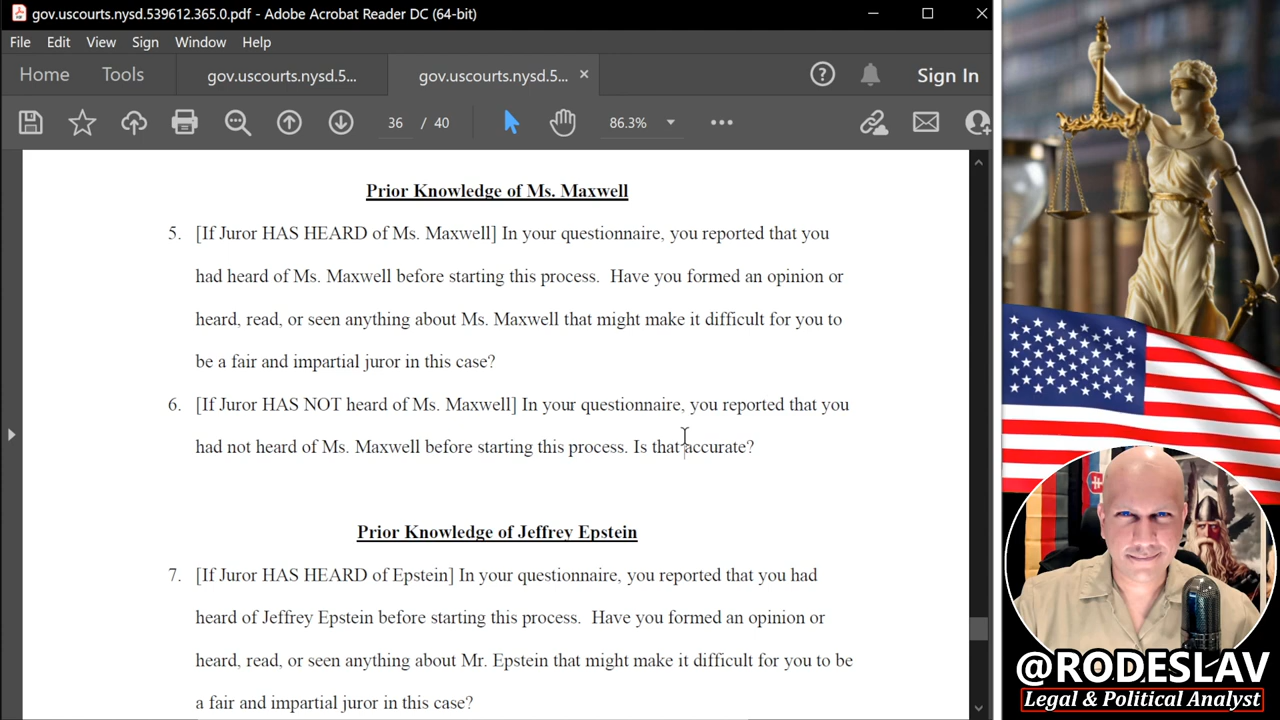 gov.uscourts.nysd.539612.365.0.pdf - Adobe Acrobat Reader DC (64-bit)
File Edit View Sign Window Help
Home Tools gov.uscourts.nysd.5... gov.uscourts.nysd.5... × Sign In
36 / 40 86.3%
Prior Knowledge of Ms. Maxwell
5. [If Juror HAS HEARD of Ms. Maxwell] In your questionnaire, you reported that you
had heard of Ms. Maxwell before starting this process. Have you formed an opinion or
heard, read, or seen anything about Ms. Maxwell that might make it difficult for you to
be a fair and impartial juror in this case?
6. [If Juror HAS NOT heard of Ms. Maxwell] In your questionnaire, you reported that you
had not heard of Ms. Maxwell before starting this process. Is that accurate?
Prior Knowledge of Jeffrey Epstein
7. [If Juror HAS HEARD of Epstein] In your questionnaire, you reported that you had
heard of Jeffrey Epstein before starting this process. Have you formed an opinion or
heard, read, or seen anything about Mr. Epstein that might make it difficult for you to be
a fair and impartial juror in this case?
@RODESLAV
Legal & Political Analyst